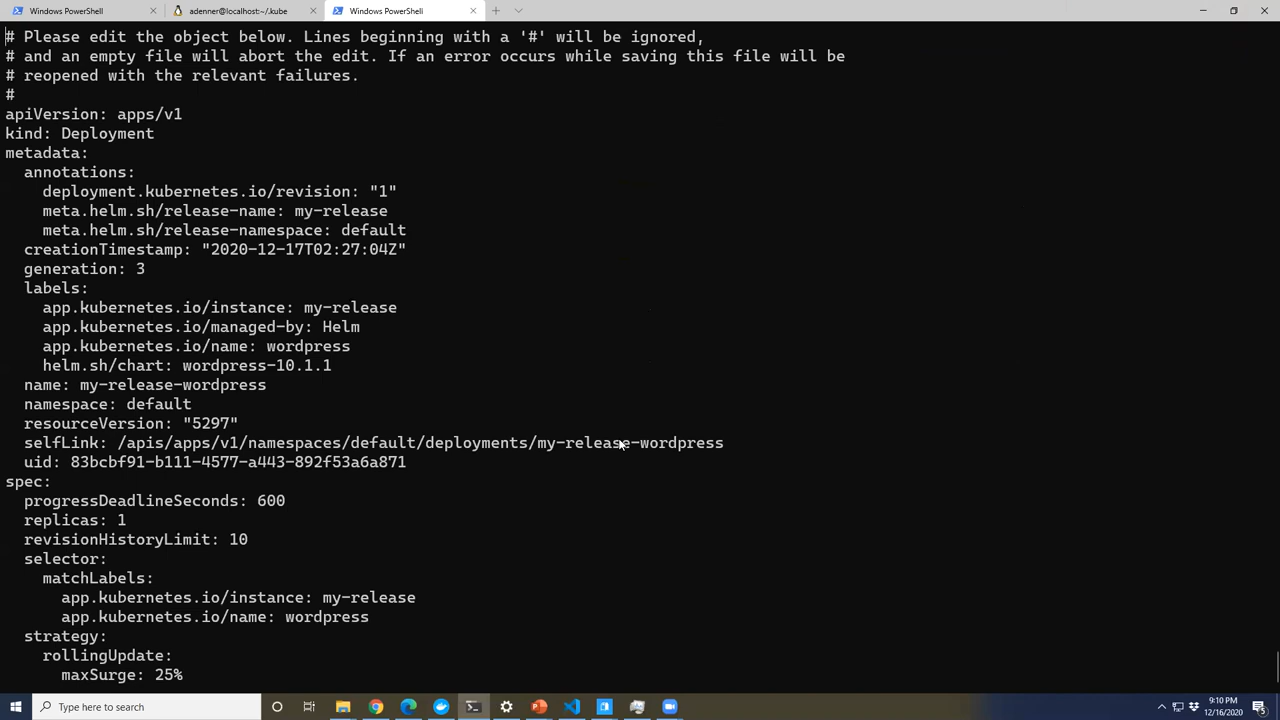 Windows PowerShell
adenner@localhost:~/.kube
Windows PowerShell
# Please edit the object below. Lines beginning with a '#' will be ignored,
# and an empty file will abort the edit. If an error occurs while saving this file will be
# reopened with the relevant failures.
#
apiVersion: apps/v1
kind: Deployment
metadata:
  annotations:
    deployment.kubernetes.io/revision: "1"
    meta.helm.sh/release-name: my-release
    meta.helm.sh/release-namespace: default
  creationTimestamp: "2020-12-17T02:27:04Z"
  generation: 3
  labels:
    app.kubernetes.io/instance: my-release
    app.kubernetes.io/managed-by: Helm
    app.kubernetes.io/name: wordpress
    helm.sh/chart: wordpress-10.1.1
  name: my-release-wordpress
  namespace: default
  resourceVersion: "5297"
  selfLink: /apis/apps/v1/namespaces/default/deployments/my-release-wordpress
  uid: 83bcbf91-b111-4577-a443-892f53a6a871
spec:
  progressDeadlineSeconds: 600
  replicas: 1
  revisionHistoryLimit: 10
  selector:
    matchLabels:
      app.kubernetes.io/instance: my-release
      app.kubernetes.io/name: wordpress
  strategy:
    rollingUpdate:
      maxSurge: 25%
Type here to search
9:10 PM
12/16/2020